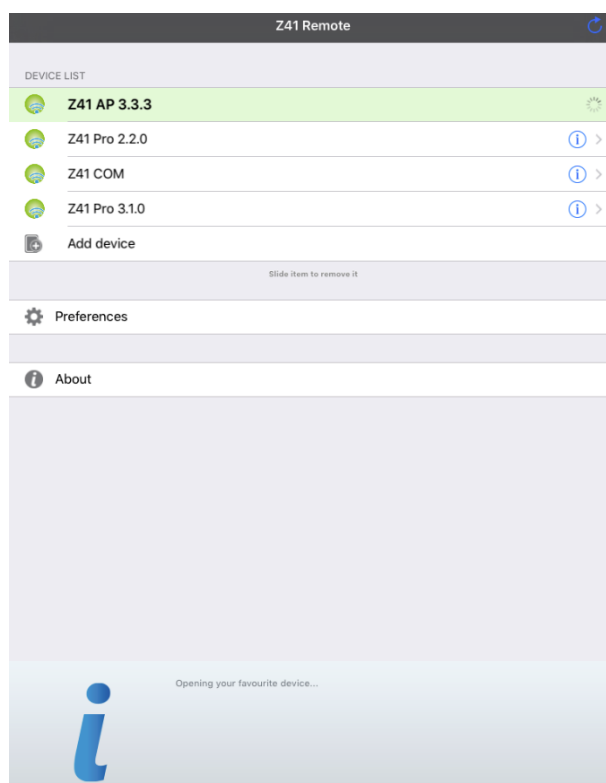 Z41 Remote
DEVICE LIST
Z41 AP 3.3.3
Z41 Pro 2.2.0
Z41 COM
Z41 Pro 3.1.0
Add device
Slide item to remove it
Preferences
About
Opening your favourite device...